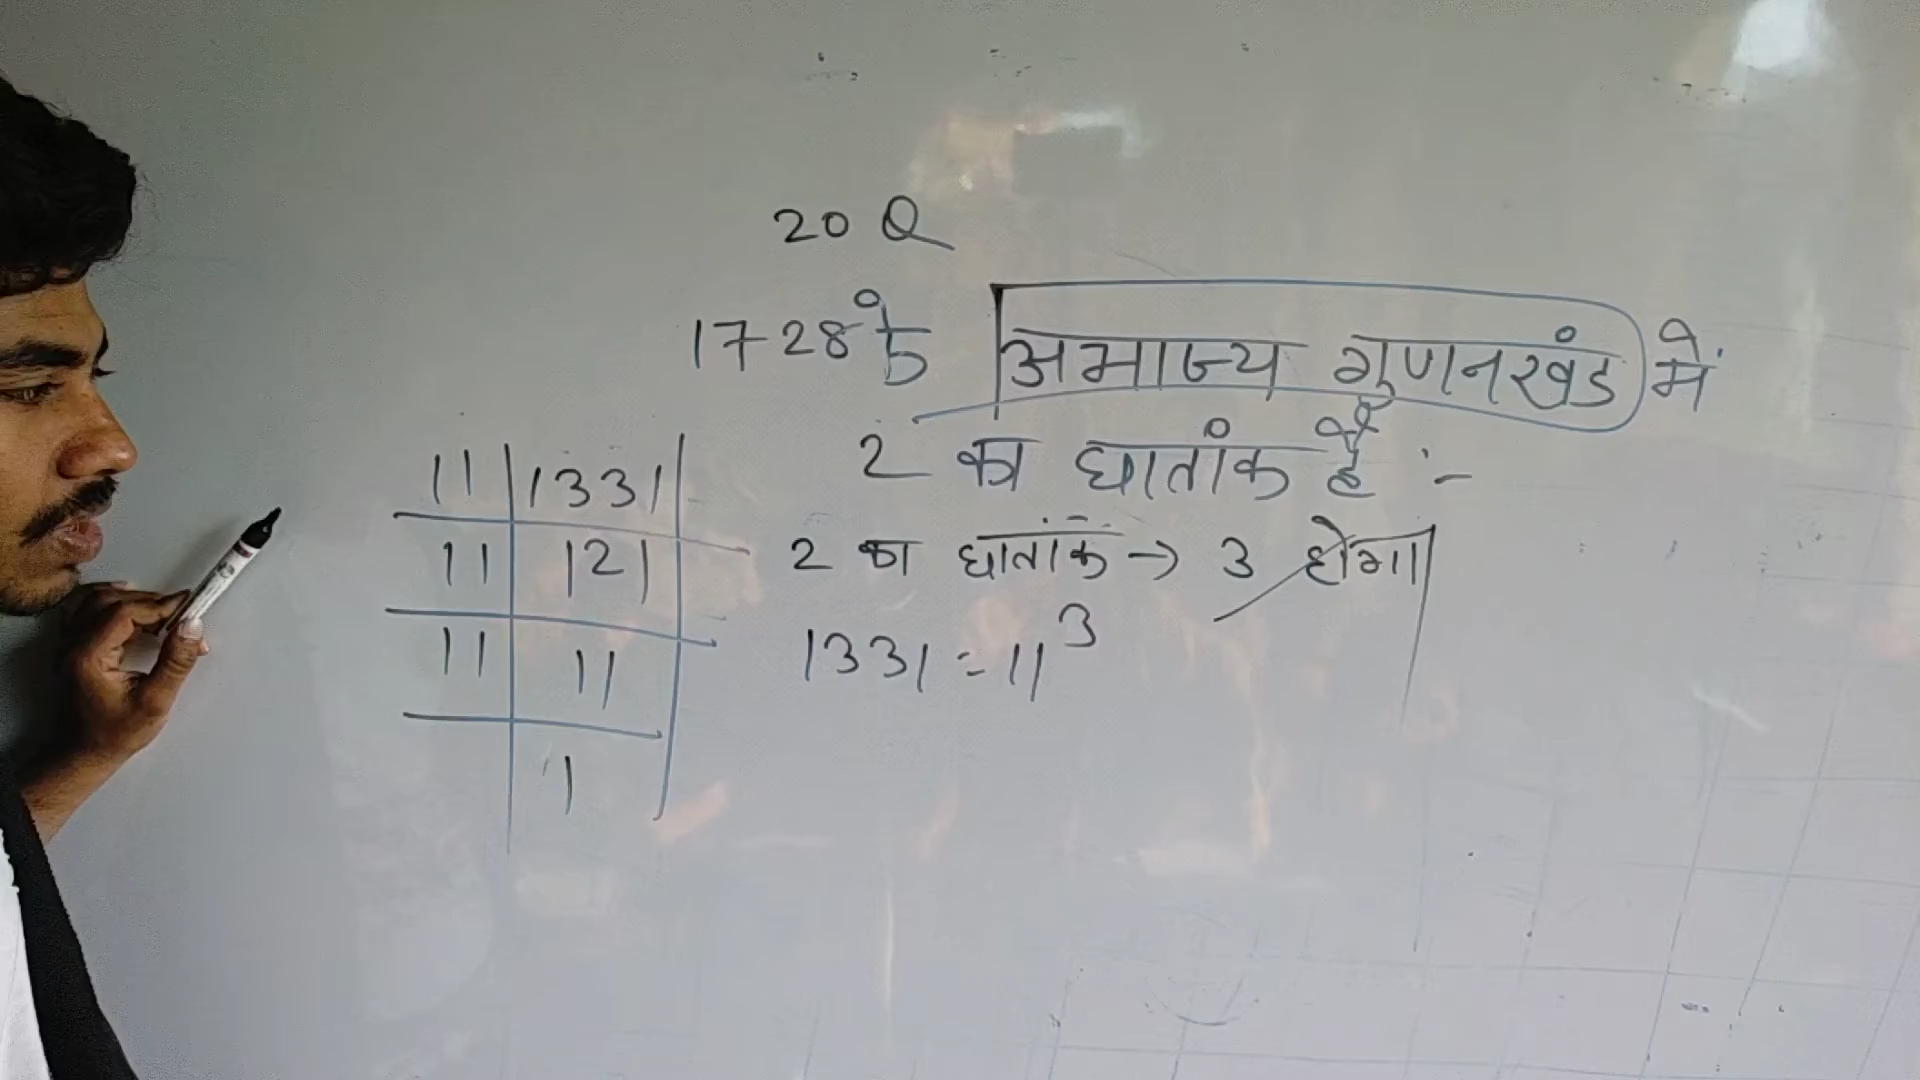 20 Q
1728 के अभाज्य गुणनखंड में
2 का घातांक है :-
2 का घातांक → 3 होगा
1331 = 11³
11 | 1331
11 | 121
11 | 11
1